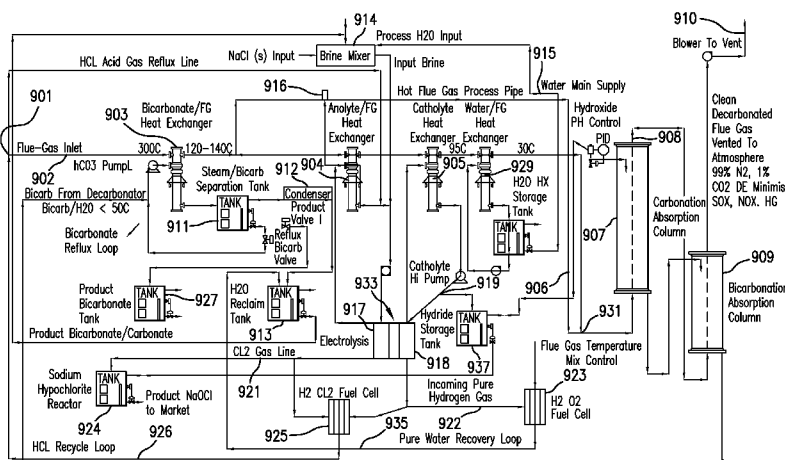 914
910
Process H2O Input
Blower To Vent
NaCl (s) Input
Brine Mixer
915
HCL Acid Gas Reflux Line
Input Brine
916
Water Main Supply
Hot Flue Gas Process Pipe
901
903
Bicarbonate/FG
Heat Exchanger
Anolyte/FG
Heat
Exchanger
Catholyte
Heat
Exchanger
Water/FG
Heat
Exchanger
Hydroxide
PH Control
PID
908
Clean
Decarbonated
Flue Gas
Vented To
Atmosphere
99% N2, 1%
CO2 DE Minimis
SOX, NOX. HG
Flue-Gas Inlet
300C
120-140C
95C
30C
902
hCO3 PumpL
Steam/Bicarb
Separation Tank
912
904
905
929
Bicarb From Decarbonator
Condenser
H2O HX
Storage
Tank
Bicarb/H2O < 50C
TANK
Product
Valve I
907
Carbonation
Absorption
Column
Bicarbonate
Reflux Loop
911
Reflux
Bicarb
Valve
TANK
909
Catholyte
Hi Pump
906
933
919
Product
Bicarbonate
Tank
TANK
927
H2O
Reclaim
Tank
TANK
913
917
Hydride
Storage
Tank
TANK
931
Bicarbonation
Absorption
Column
Product Bicarbonate/Carbonate
Electrolysis
918
937
Flue Gas Temperature
Mix Control
CL2 Gas Line
921
Sodium
Hypochlorite
Reactor
TANK
Product NaOCl
to Market
H2 CL2 Fuel Cell
Incoming Pure
Hydrogen Gas
923
H2 O2
Fuel Cell
924
925
922
HCL Recycle Loop
926
935
Pure Water Recovery Loop